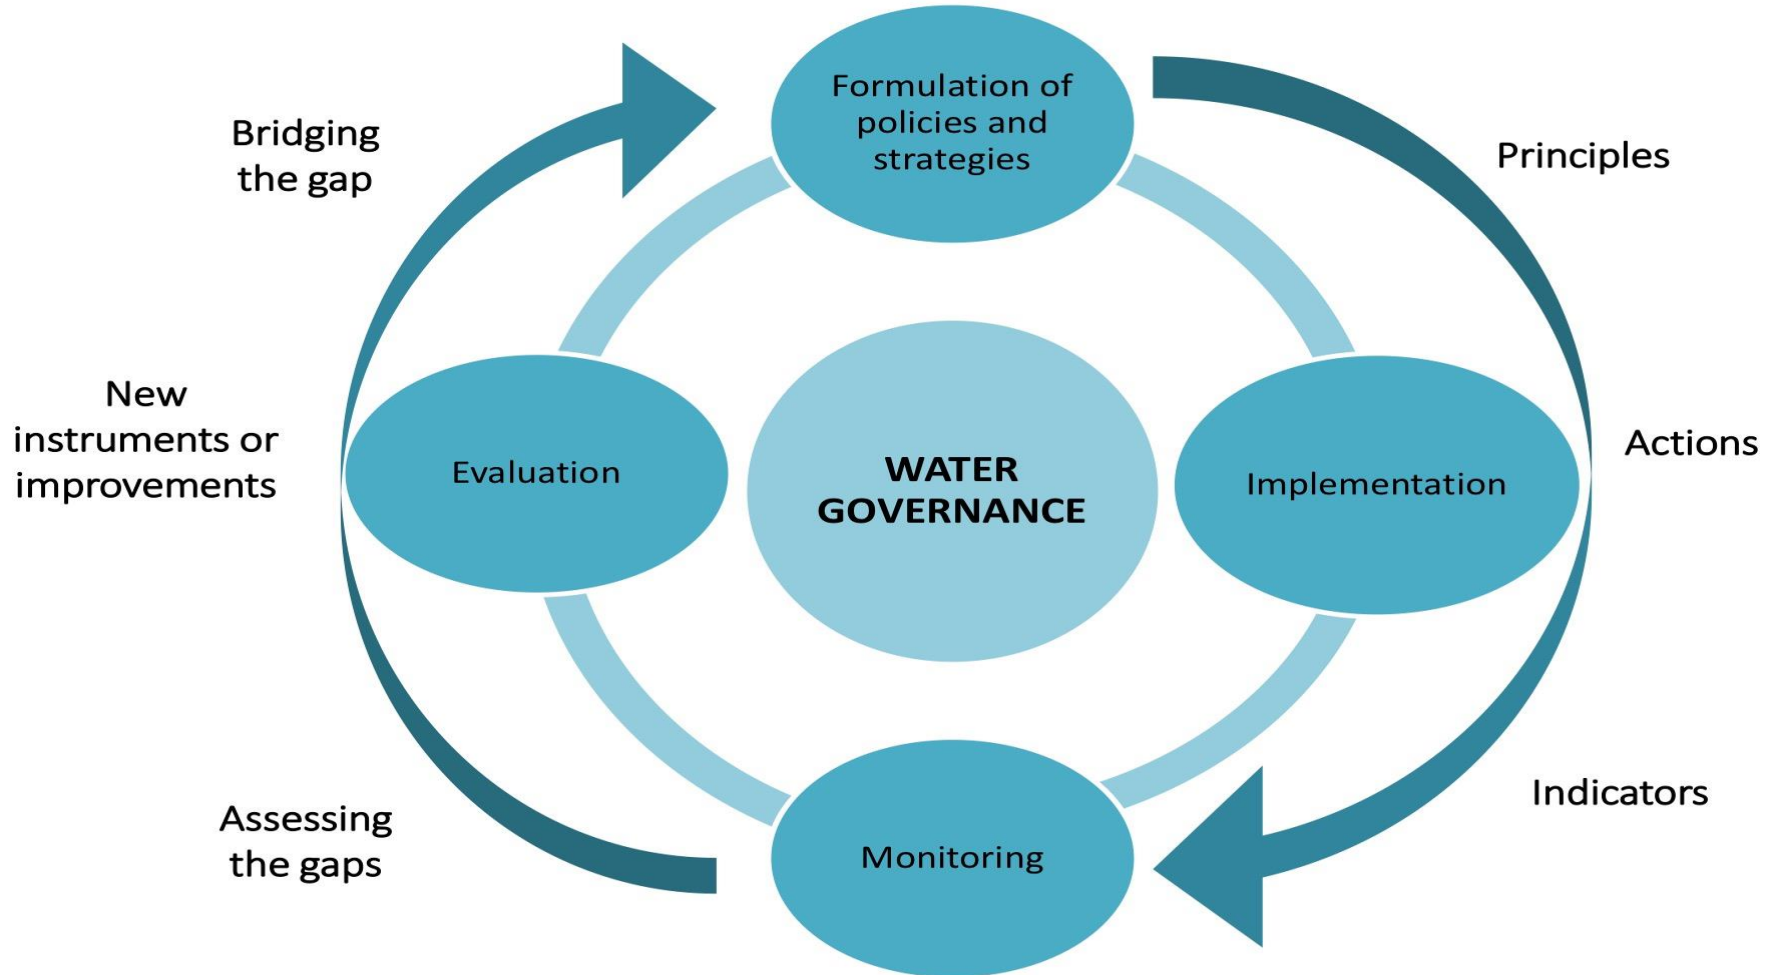 Formulation of
policies and
strategies
Bridging
the gap
Principles
New
instruments or
improvements
Evaluation
WATER
GOVERNANCE
Implementation
Actions
Assessing
the gaps
Monitoring
Indicators